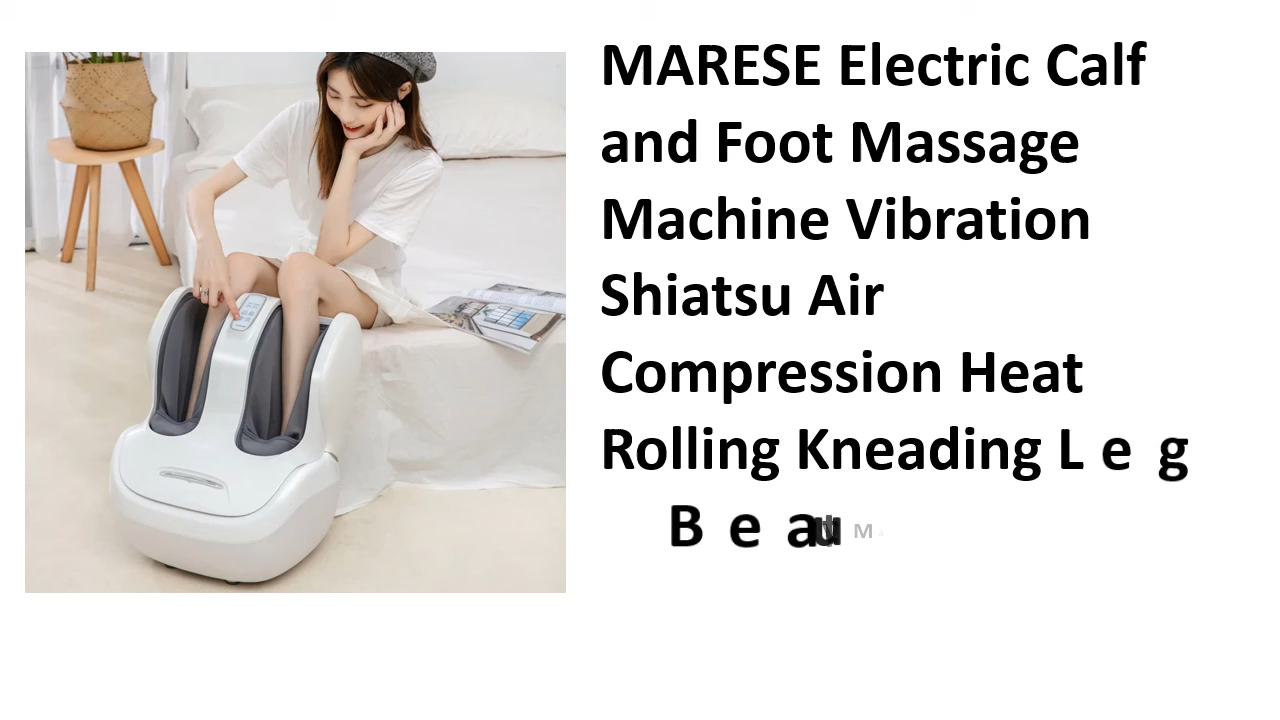 MARESE Electric Calf
and Foot Massage
Machine Vibration
Shiatsu Air
Compression Heat
Rolling Kneading L e g
B e a u